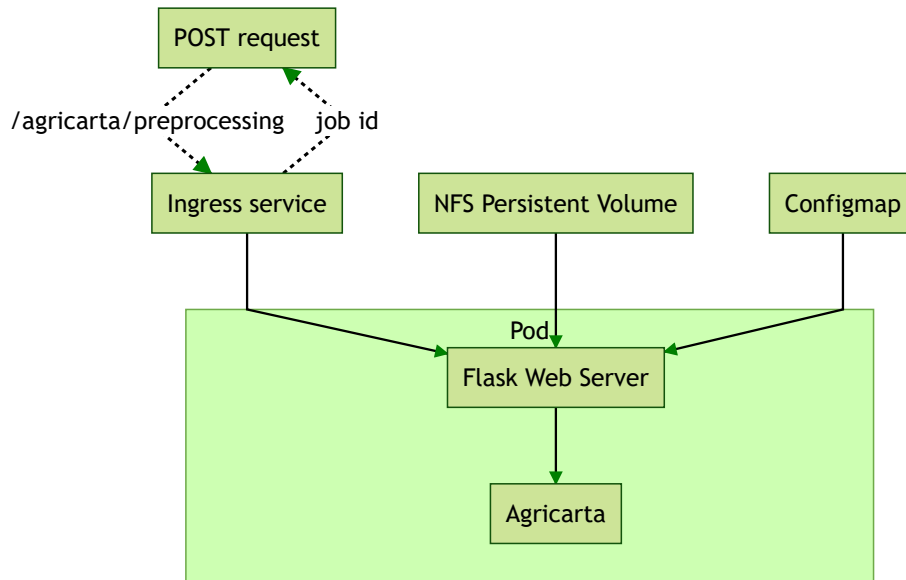 POST request
/agricarta/preprocessing
job id
Ingress service
NFS Persistent Volume
Configmap
Pod
Flask Web Server
Agricarta